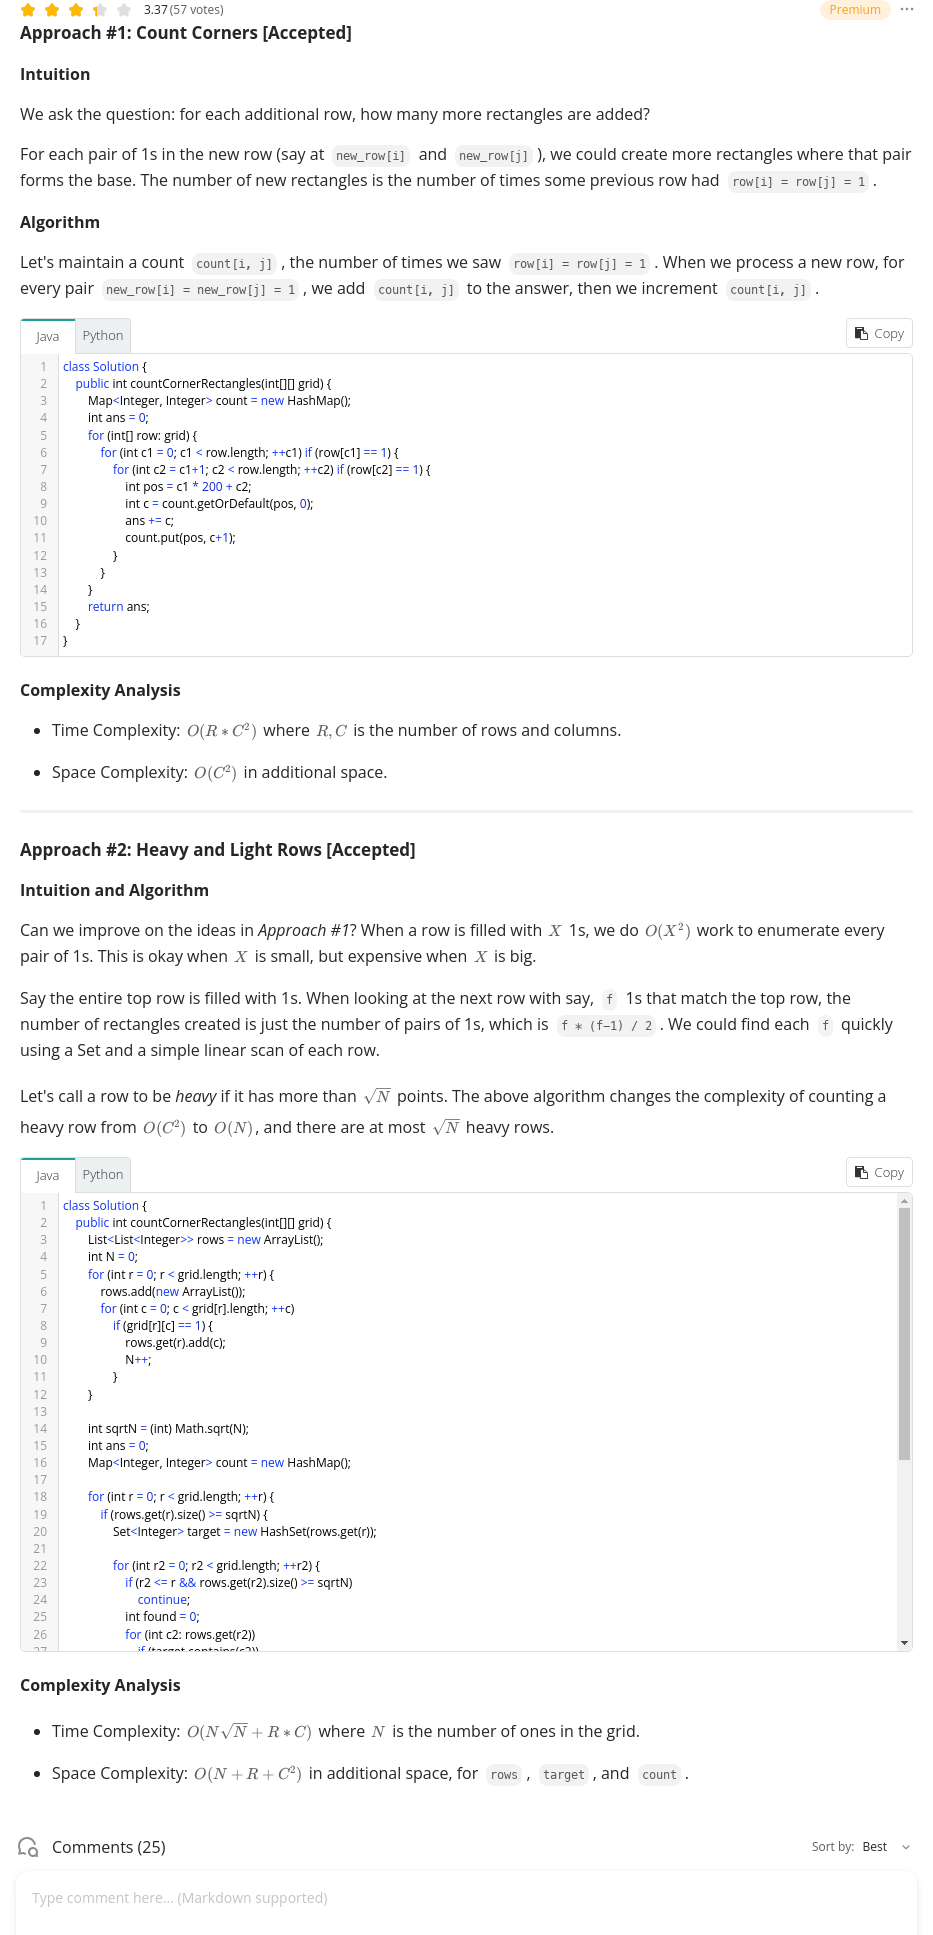 3.37 (57 votes)
Premium
Approach #1: Count Corners [Accepted]
Intuition
We ask the question: for each additional row, how many more rectangles are added?
For each pair of 1s in the new row (say at new_row[i] and new_row[j] ), we could create more rectangles where that pair
forms the base. The number of new rectangles is the number of times some previous row had row[i] = row[j] = 1 .
Algorithm
Let's maintain a count count[i, j] , the number of times we saw row[i] = row[j] = 1 . When we process a new row, for
every pair new_row[i] = new_row[j] = 1 , we add count[i, j] to the answer, then we increment count[i, j] .
Java Python Copy
1 class Solution {
2 public int countCornerRectangles(int[][] grid) {
3 Map<Integer, Integer> count = new HashMap();
4 int ans = 0;
5 for (int[] row: grid) {
6 for (int c1 = 0; c1 < row.length; ++c1) if (row[c1] == 1) {
7 for (int c2 = c1+1; c2 < row.length; ++c2) if (row[c2] == 1) {
8 int pos = c1 * 200 + c2;
9 int c = count.getOrDefault(pos, 0);
10 ans += c;
11 count.put(pos, c+1);
12 }
13 }
14 }
15 return ans;
16 }
17 }
Complexity Analysis
• Time Complexity: O(R ∗ C²) where R, C is the number of rows and columns.
• Space Complexity: O(C²) in additional space.
Approach #2: Heavy and Light Rows [Accepted]
Intuition and Algorithm
Can we improve on the ideas in Approach #1? When a row is filled with X 1s, we do O(X²) work to enumerate every
pair of 1s. This is okay when X is small, but expensive when X is big.
Say the entire top row is filled with 1s. When looking at the next row with say, f 1s that match the top row, the
number of rectangles created is just the number of pairs of 1s, which is f * (f-1) / 2 . We could find each f quickly
using a Set and a simple linear scan of each row.
Let's call a row to be heavy if it has more than √N points. The above algorithm changes the complexity of counting a
heavy row from O(C²) to O(N), and there are at most √N heavy rows.
Java Python Copy
1 class Solution {
2 public int countCornerRectangles(int[][] grid) {
3 List<List<Integer>> rows = new ArrayList();
4 int N = 0;
5 for (int r = 0; r < grid.length; ++r) {
6 rows.add(new ArrayList());
7 for (int c = 0; c < grid[r].length; ++c)
8 if (grid[r][c] == 1) {
9 rows.get(r).add(c);
10 N++;
11 }
12 }
13
14 int sqrtN = (int) Math.sqrt(N);
15 int ans = 0;
16 Map<Integer, Integer> count = new HashMap();
17
18 for (int r = 0; r < grid.length; ++r) {
19 if (rows.get(r).size() >= sqrtN) {
20 Set<Integer> target = new HashSet(rows.get(r));
21
22 for (int r2 = 0; r2 < grid.length; ++r2) {
23 if (r2 <= r && rows.get(r2).size() >= sqrtN)
24 continue;
25 int found = 0;
26 for (int c2: rows.get(r2))
27 if (target.contains(c2))
Complexity Analysis
• Time Complexity: O(N√N + R ∗ C) where N is the number of ones in the grid.
• Space Complexity: O(N + R + C²) in additional space, for rows , target , and count .
Comments (25)
Sort by: Best
Type comment here... (Markdown supported)